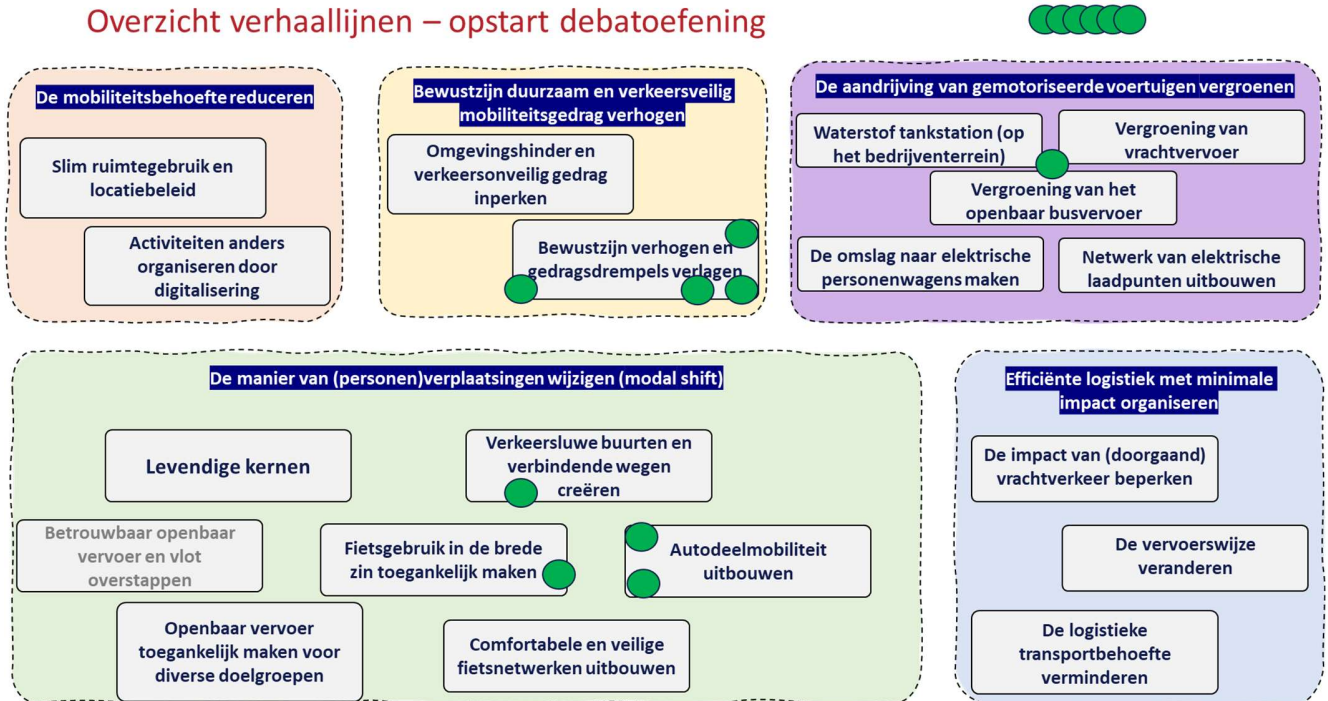 Overzicht verhaallijnen – opstart debatoefening
De mobiliteitsbehoefte reduceren
Slim ruimtegebruik en
locatiebeleid
Activiteiten anders
organiseren door
digitalisering
Bewustzijn duurzaam en verkeersveilig
mobiliteitsgedrag verhogen
Omgevingshinder en
verkeersonveilig gedrag
inperken
Bewustzijn verhogen en
gedragsdrempels verlagen
De aandrijving van gemotoriseerde voertuigen vergroenen
Waterstof tankstation (op
het bedrijventerrein)
Vergroening van
vrachtvervoer
Vergroening van het
openbaar busvervoer
De omslag naar elektrische
personenwagens maken
Netwerk van elektrische
laadpunten uitbouwen
De manier van (personen)verplaatsingen wijzigen (modal shift)
Levendige kernen
Verkeersluwe buurten en
verbindende wegen
creëren
Betrouwbaar openbaar
vervoer en vlot
overstappen
Fietsgebruik in de brede
zin toegankelijk maken
Autodeelmobiliteit
uitbouwen
Openbaar vervoer
toegankelijk maken voor
diverse doelgroepen
Comfortabele en veilige
fietsnetwerken uitbouwen
Efficiënte logistiek met minimale
impact organiseren
De impact van (doorgaand)
vrachtverkeer beperken
De vervoerswijze
veranderen
De logistieke
transportbehoefte
verminderen